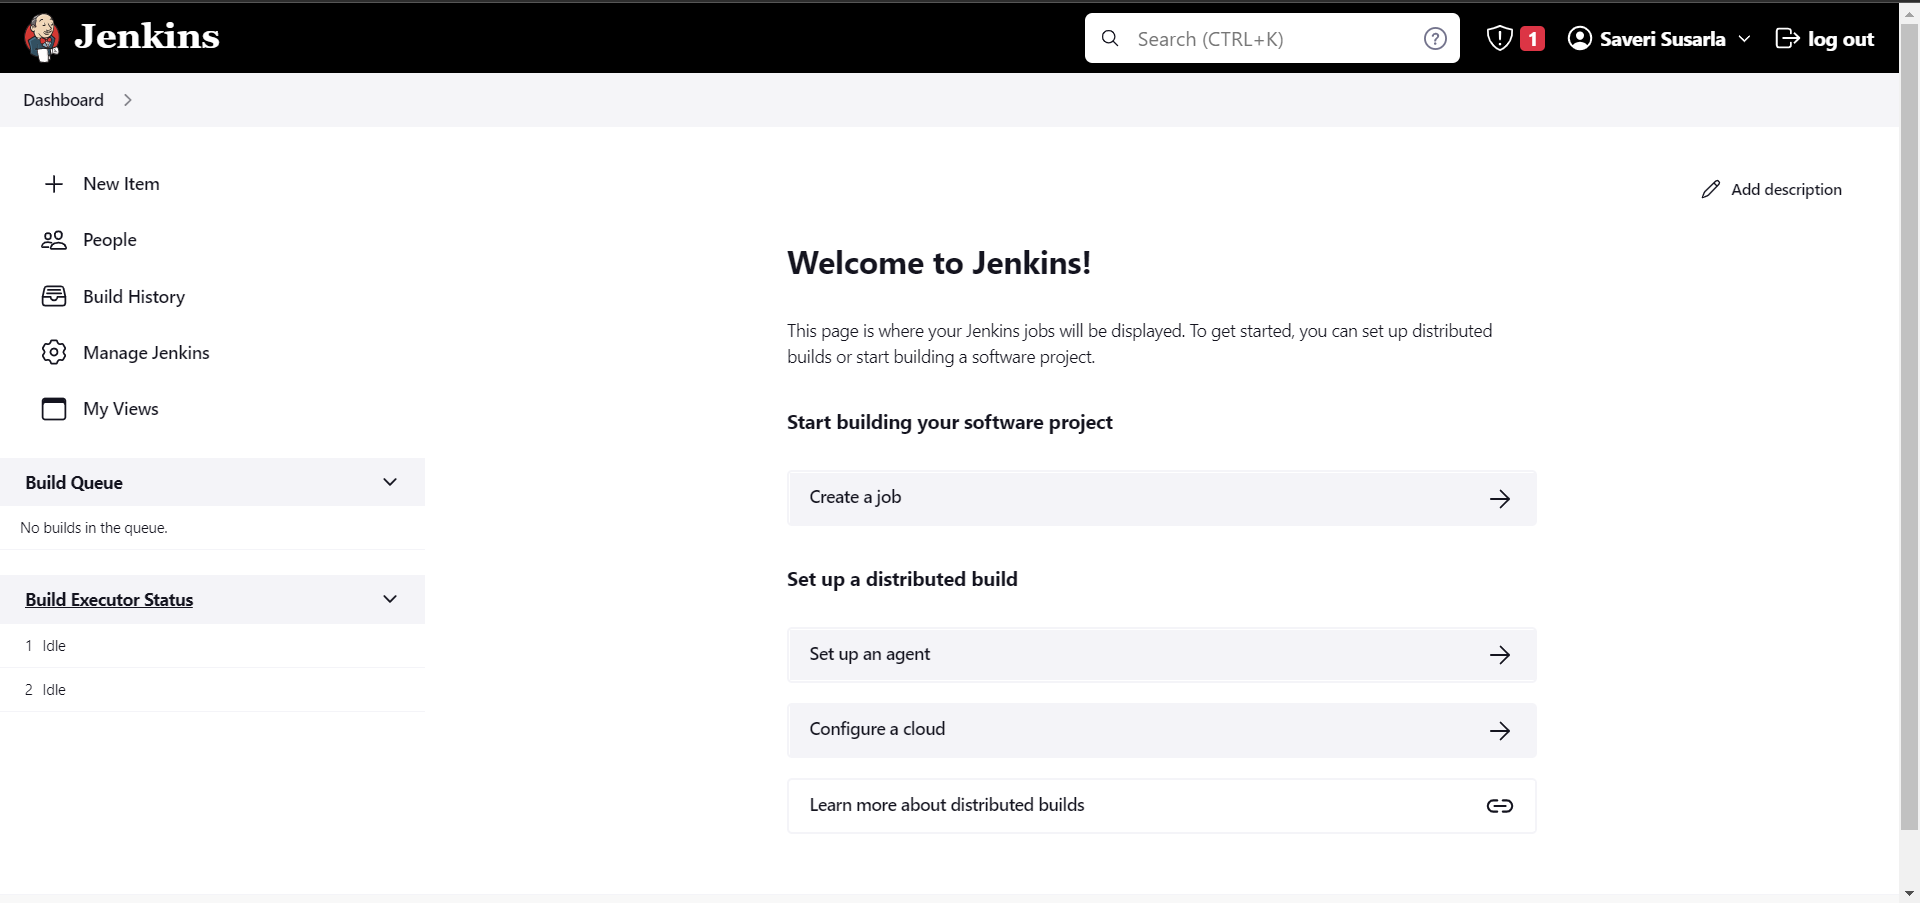 Jenkins
Search (CTRL+K)
1
Saveri Susarla
log out
Dashboard
New Item
People
Build History
Manage Jenkins
My Views
Build Queue
No builds in the queue.
Build Executor Status
1 Idle
2 Idle
Add description
Welcome to Jenkins!
This page is where your Jenkins jobs will be displayed. To get started, you can set up distributed
builds or start building a software project.
Start building your software project
Create a job
Set up a distributed build
Set up an agent
Configure a cloud
Learn more about distributed builds